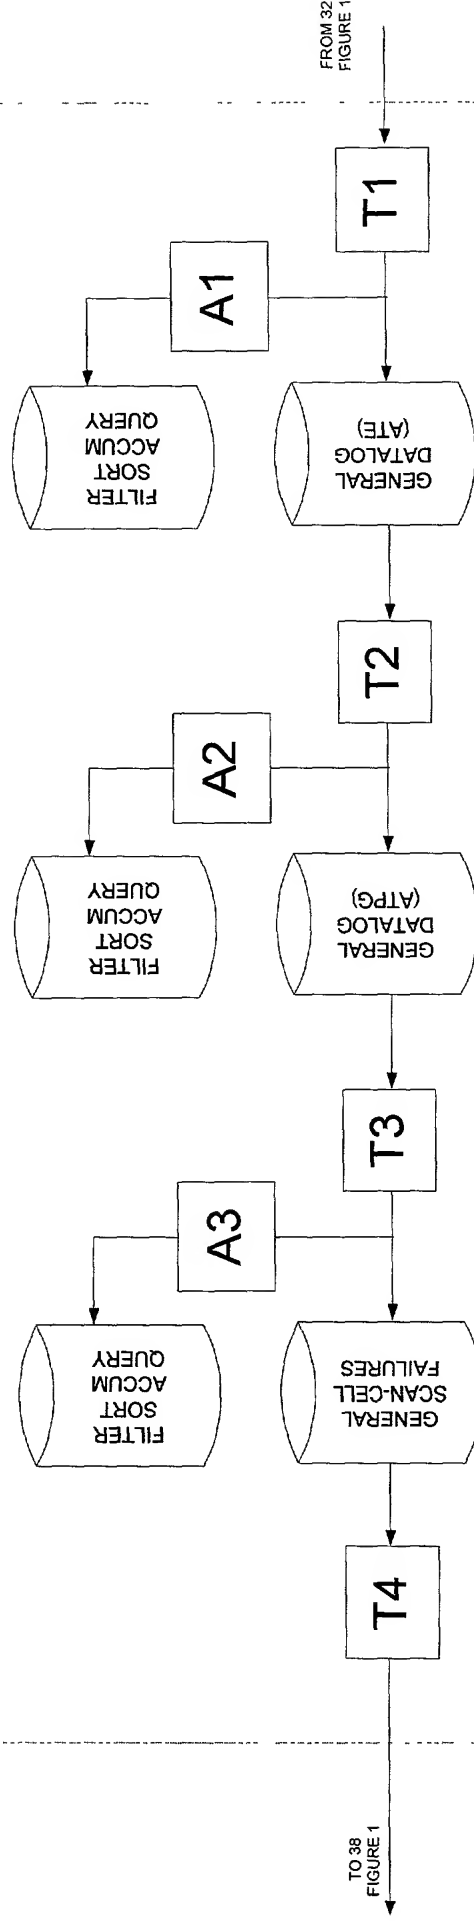 FROM 32
FIGURE 1
T1
A1
FILTER
SORT
ACCUM
QUERY
GENERAL
DATALOG
(ATE)
T2
A2
FILTER
SORT
ACCUM
QUERY
GENERAL
DATALOG
(ATPG)
T3
A3
FILTER
SORT
ACCUM
QUERY
GENERAL
SCAN-CELL
FAILURES
T4
TO 38
FIGURE 1